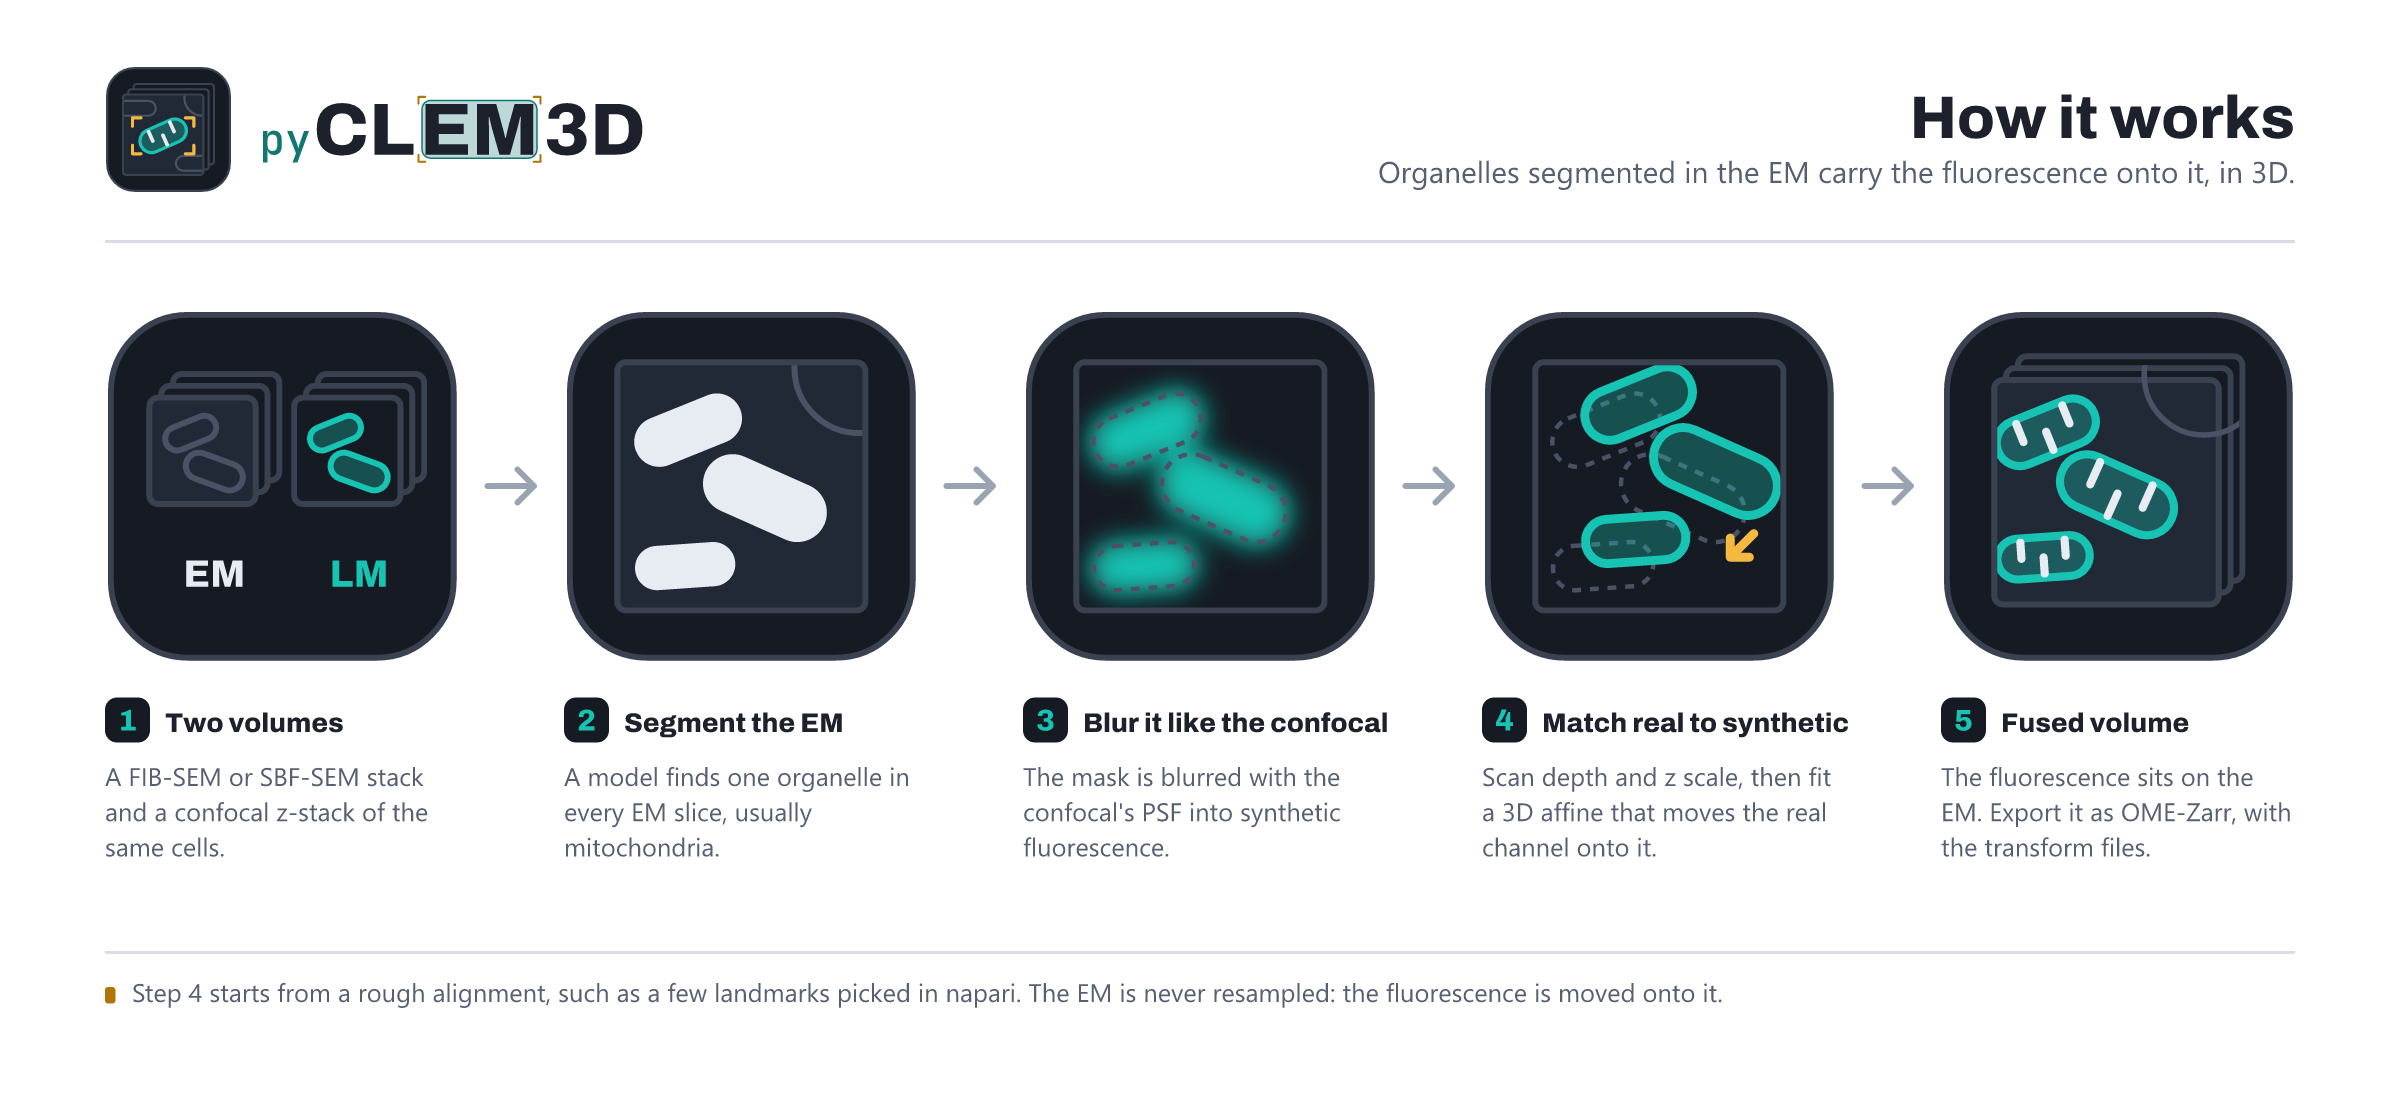 pyCLEM3D
How it works
Organelles segmented in the EM carry the fluorescence onto it, in 3D.
EM LM
1 Two volumes
A FIB-SEM or SBF-SEM stack
and a confocal z-stack of the
same cells.
2 Segment the EM
A model finds one organelle in
every EM slice, usually
mitochondria.
3 Blur it like the confocal
The mask is blurred with the
confocal's PSF into synthetic
fluorescence.
4 Match real to synthetic
Scan depth and z scale, then fit
a 3D affine that moves the real
channel onto it.
5 Fused volume
The fluorescence sits on the
EM. Export it as OME-Zarr, with
the transform files.
Step 4 starts from a rough alignment, such as a few landmarks picked in napari. The EM is never resampled: the fluorescence is moved onto it.